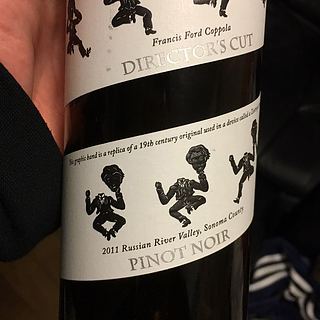 Francis Ford Coppola
DIRECTOR'S CUT
This graphic band is a replica of a 19th century original used in a device called a
2011 Russian River Valley, Sonoma County
PINOT NOIR